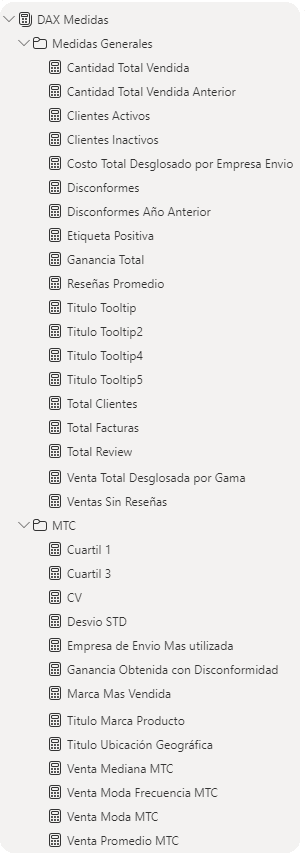 DAX Medidas
Medidas Generales
Cantidad Total Vendida
Cantidad Total Vendida Anterior
Clientes Activos
Clientes Inactivos
Costo Total Desglosado por Empresa Envio
Disconformes
Disconformes Año Anterior
Etiqueta Positiva
Ganancia Total
Reseñas Promedio
Titulo Tooltip
Titulo Tooltip2
Titulo Tooltip4
Titulo Tooltip5
Total Clientes
Total Facturas
Total Review
Venta Total Desglosada por Gama
Ventas Sin Reseñas
MTC
Cuartil 1
Cuartil 3
CV
Desvio STD
Empresa de Envio Mas utilizada
Ganancia Obtenida con Disconformidad
Marca Mas Vendida
Titulo Marca Producto
Titulo Ubicación Geográfica
Venta Mediana MTC
Venta Moda Frecuencia MTC
Venta Moda MTC
Venta Promedio MTC